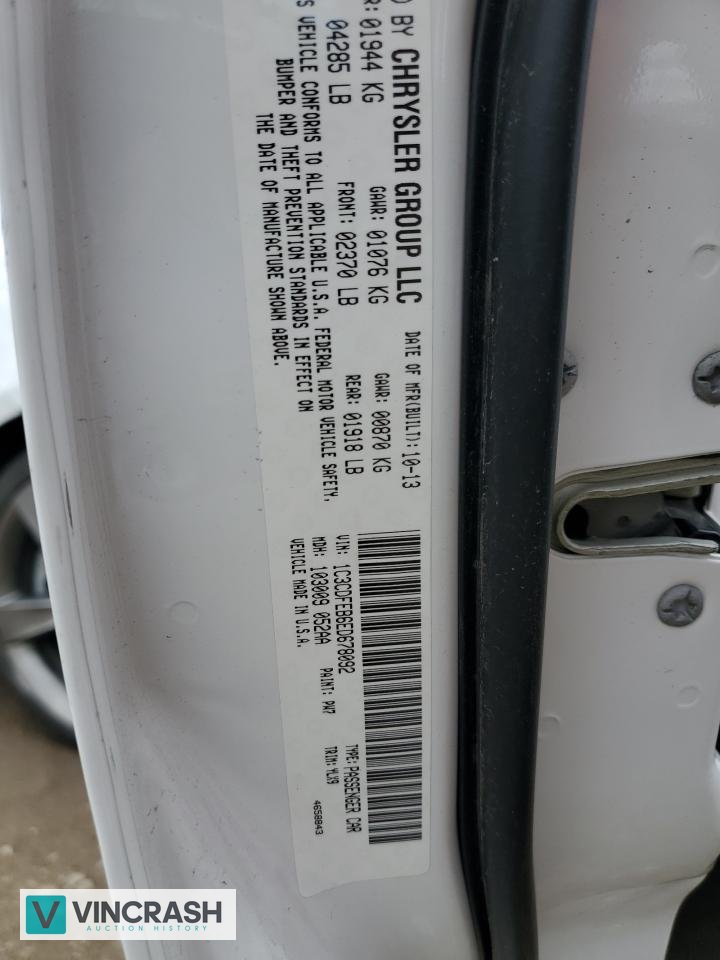 ) BY CHRYSLER GROUP LLC
DATE OF MFR(BUILT): 10-13
R: 01944 KG GAWR: 01076 KG GAWR: 00870 KG
04285 LB FRONT: 02370 LB REAR: 01918 LB
S VEHICLE CONFORMS TO ALL APPLICABLE U.S.A. FEDERAL MOTOR VEHICLE SAFETY,
BUMPER AND THEFT PREVENTION STANDARDS IN EFFECT ON
THE DATE OF MANUFACTURE SHOWN ABOVE.
VIN: 1C3CDFEB6ED678092 TYPE: PASSENGER CAR
MDH: 103009 052AA PAINT: PW7 TRIM: YLX9
VEHICLE MADE IN U.S.A. 4658843
V VINCRASH
AUCTION HISTORY